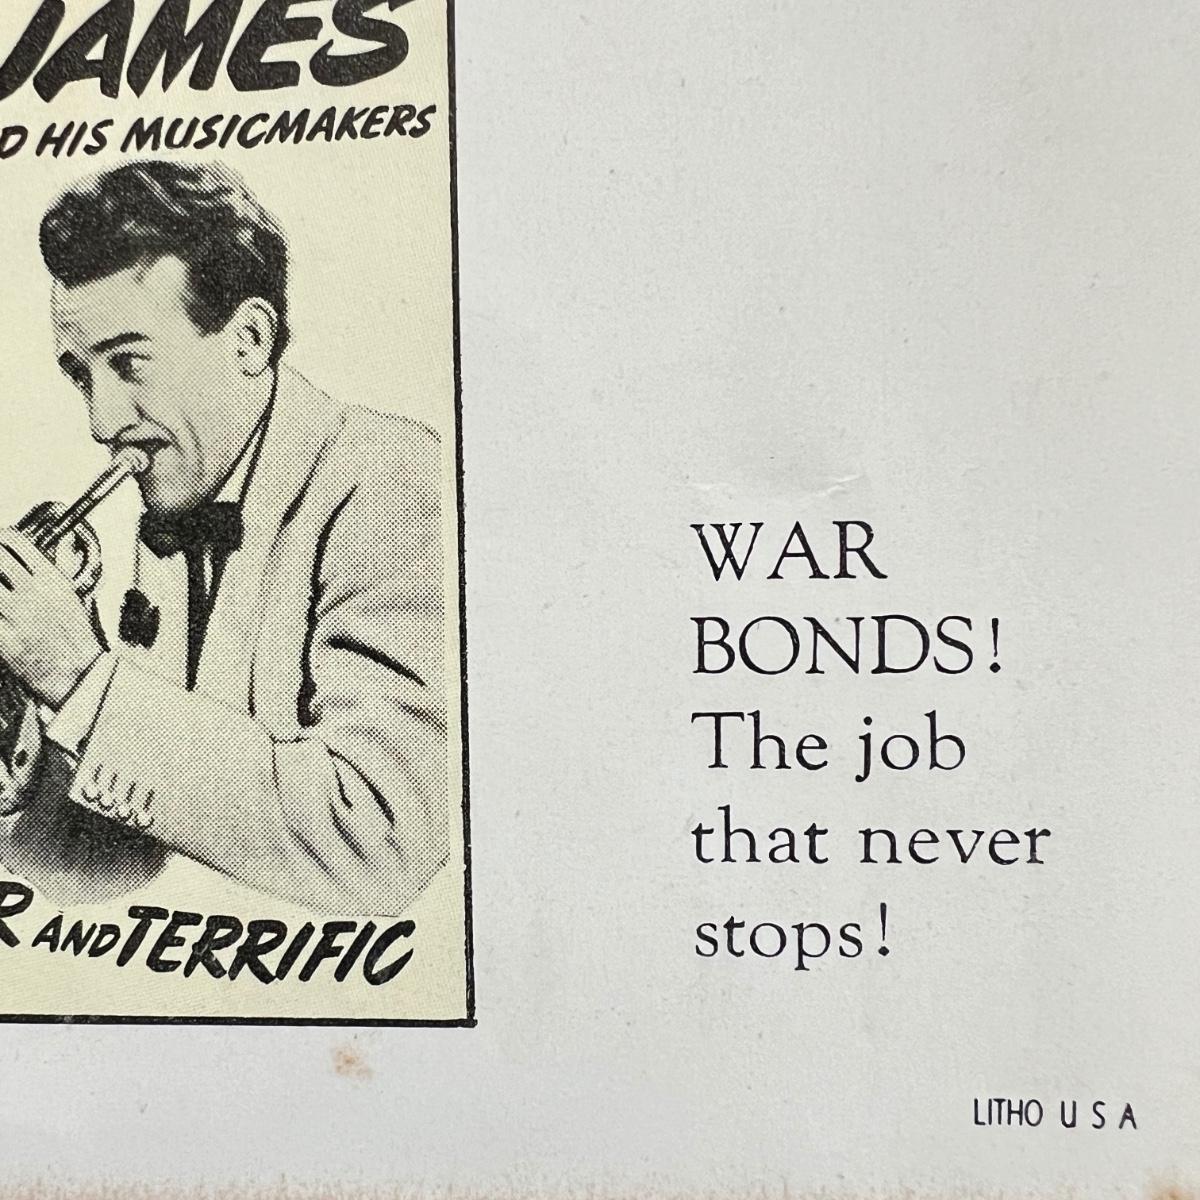 JAMES
D HIS MUSICMAKERS
R AND TERRIFIC
WAR
BONDS!
The job
that never
stops!
LITHO U S A